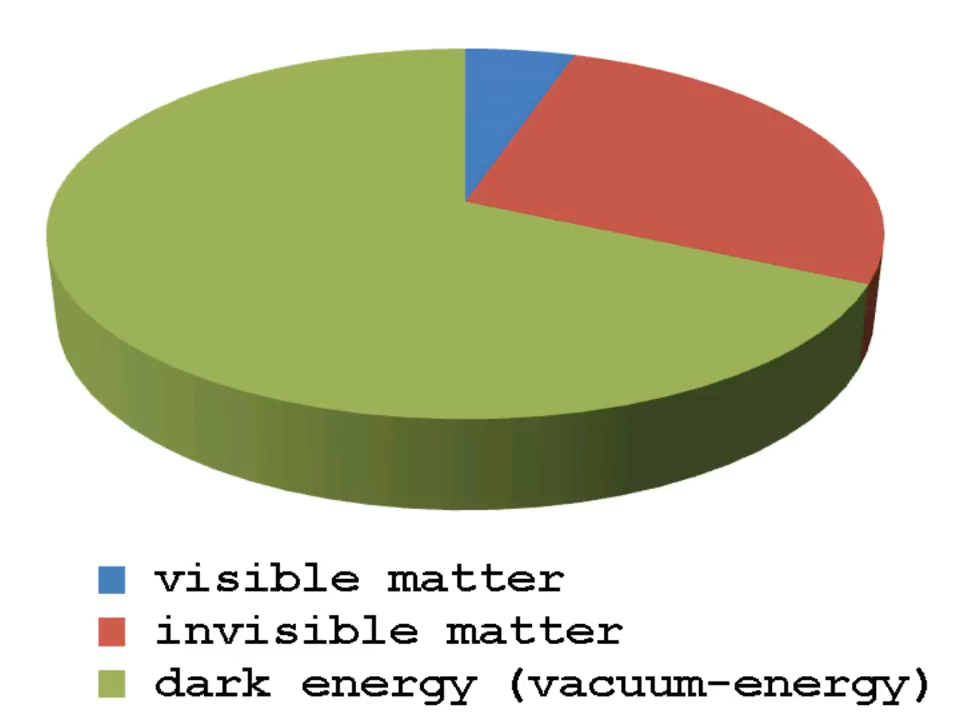 visible matter
invisible matter
dark energy (vacuum-energy)